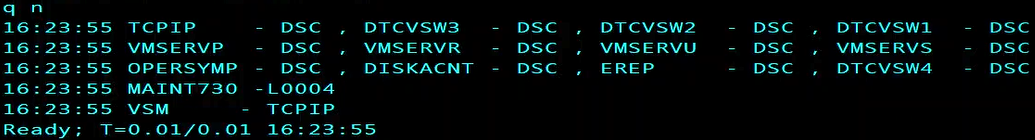 q n
16:23:55 TCPIP    - DSC , DTCVSW3  - DSC , DTCVSW2  - DSC , DTCVSW1  - DSC
16:23:55 VMSERVP  - DSC , VMSERVR  - DSC , VMSERVU  - DSC , VMSERVS  - DSC
16:23:55 OPERSYMP - DSC , DISKACNT - DSC , EREP     - DSC , DTCVSW4  - DSC
16:23:55 MAINT730 -L0004
16:23:55 VSM      - TCPIP
Ready; T=0.01/0.01 16:23:55